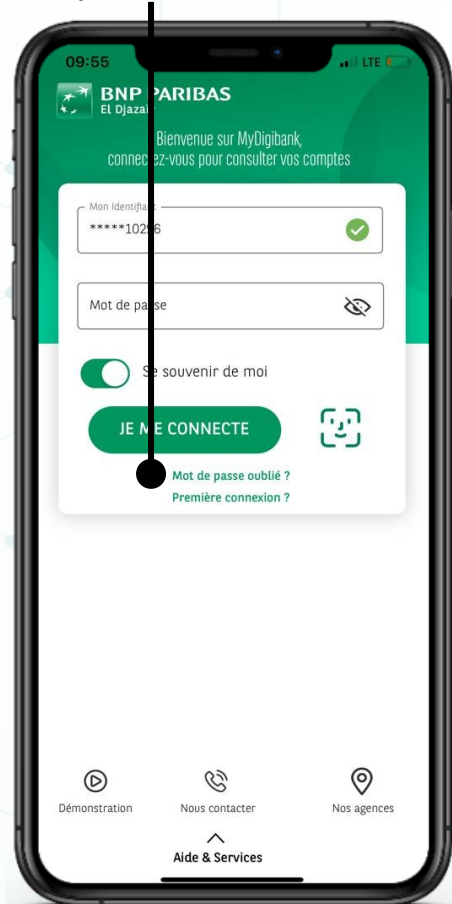 09:55
LTE
BNP PARIBAS
El Djazaïr
Bienvenue sur MyDigibank,
connectez-vous pour consulter vos comptes
Mon Identifiant
*****10296
Mot de passe
Se souvenir de moi
JE ME CONNECTE
Mot de passe oublié ?
Première connexion ?
Démonstration
Nous contacter
Nos agences
Aide & Services